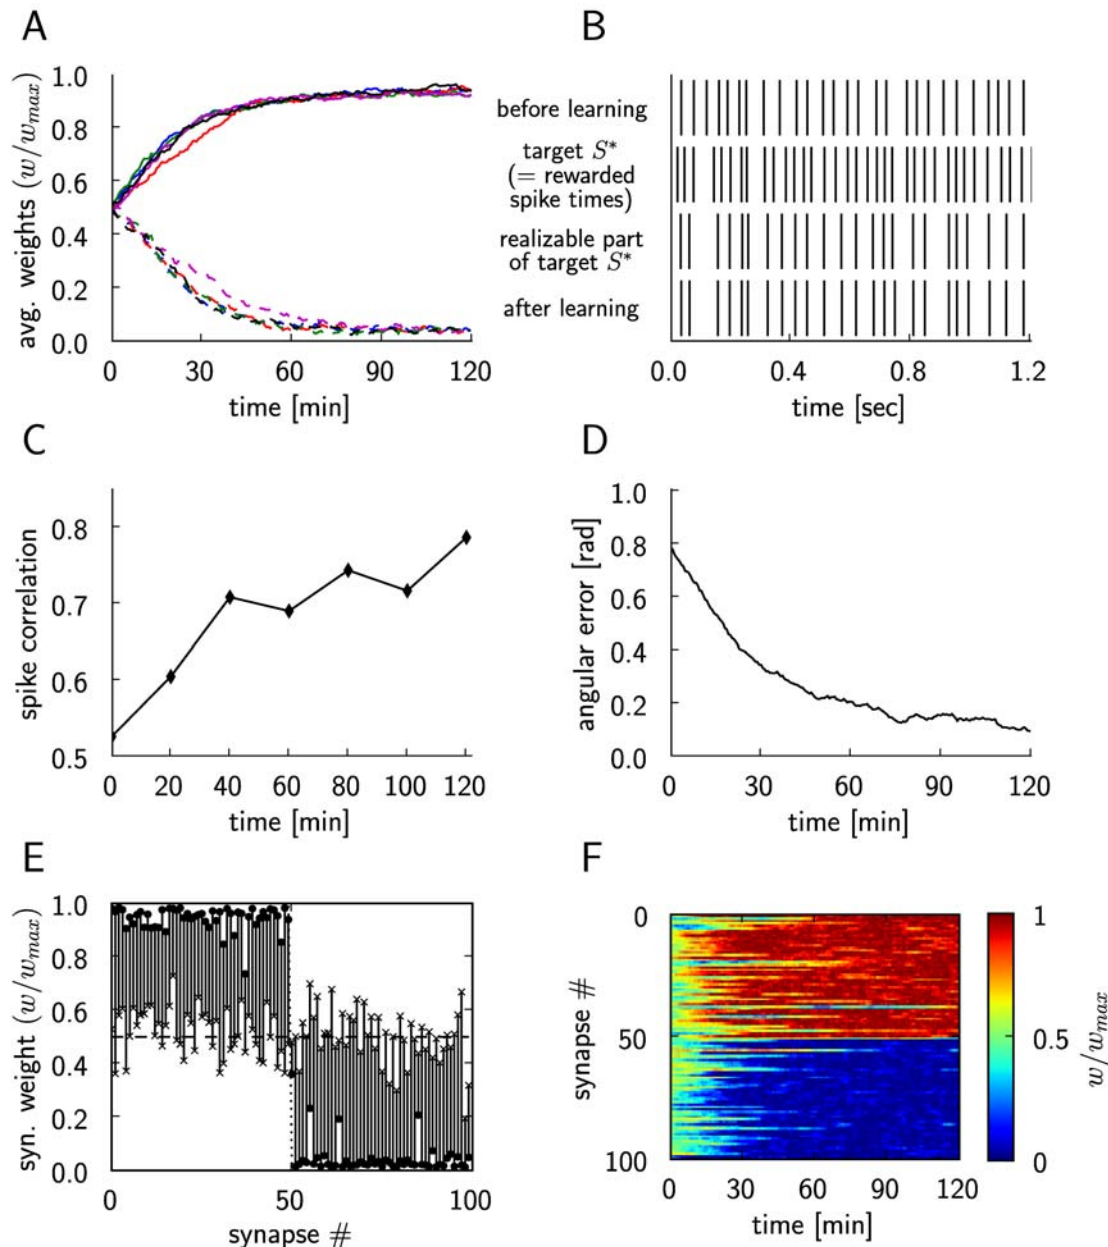 A
avg. weights (w/w_max)
1.0
0.8
0.6
0.4
0.2
0.0
0
30
60
90
120
time [min]
B
before learning
target S*
(= rewarded
spike times)
realizable part
of target S*
after learning
0.0
0.4
0.8
1.2
time [sec]
C
spike correlation
0.8
0.7
0.6
0.5
0
20
40
60
80
100
120
time [min]
D
angular error [rad]
1.0
0.8
0.6
0.4
0.2
0.0
0
30
60
90
120
time [min]
E
syn. weight (w/w_max)
1.0
0.8
0.6
0.4
0.2
0.0
0
50
100
synapse #
F
synapse #
0
50
100
0
30
60
90
120
time [min]
1
0.5
0
w/w_max